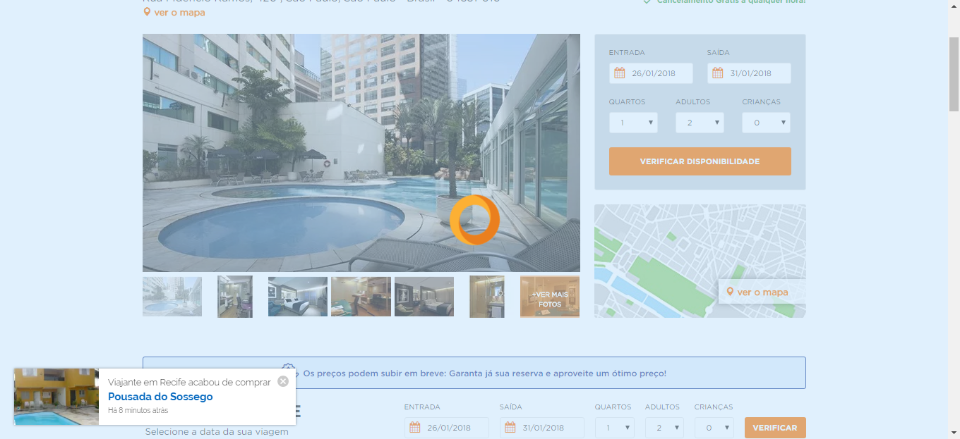 ver o mapa
Cancelamento Grátis a qualquer hora!
ENTRADA
SAÍDA
26/01/2018
31/01/2018
QUARTOS
ADULTOS
CRIANÇAS
1
2
0
VERIFICAR DISPONIBILIDADE
ver o mapa
+VER MAIS
FOTOS
Os preços podem subir em breve: Garanta já sua reserva e aproveite um ótimo preço!
Viajante em Recife acabou de comprar
Pousada do Sossego
Há 8 minutos atrás
Selecione a data da sua viagem
ENTRADA
SAÍDA
QUARTOS
ADULTOS
CRIANÇAS
26/01/2018
31/01/2018
1
2
0
VERIFICAR